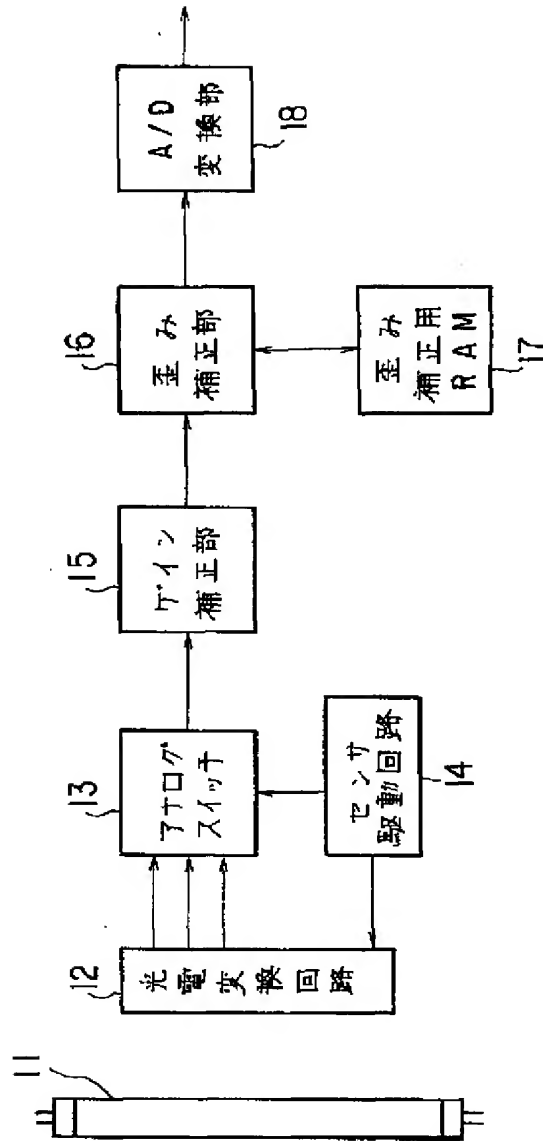 11
12
光電変換回路
13
アナログ
スイッチ
センサ
駆動回路
14
15
ゲイン
補正部
16
歪み
補正部
歪み
補正用
RAM
17
A/D
変換部
18